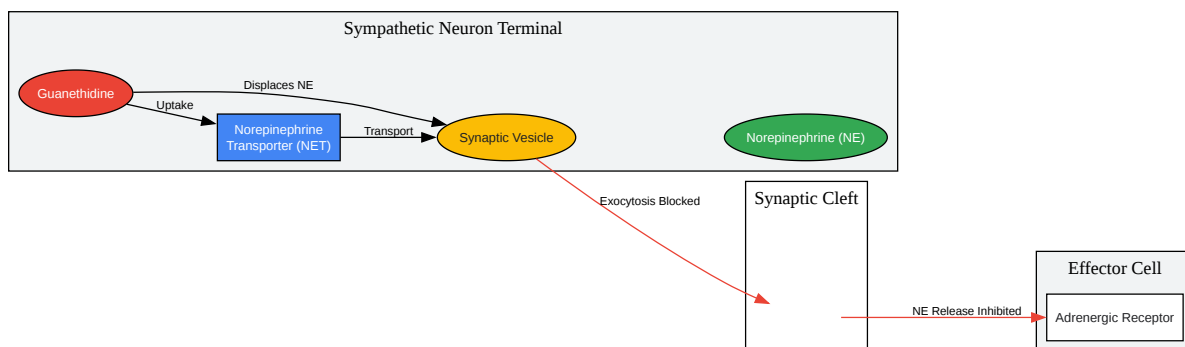 Sympathetic Neuron Terminal
Guanethidine
Displaces NE
Uptake
Norepinephrine
Transporter (NET)
Transport
Synaptic Vesicle
Norepinephrine (NE)
Exocytosis Blocked
Synaptic Cleft
Effector Cell
NE Release Inhibited
Adrenergic Receptor